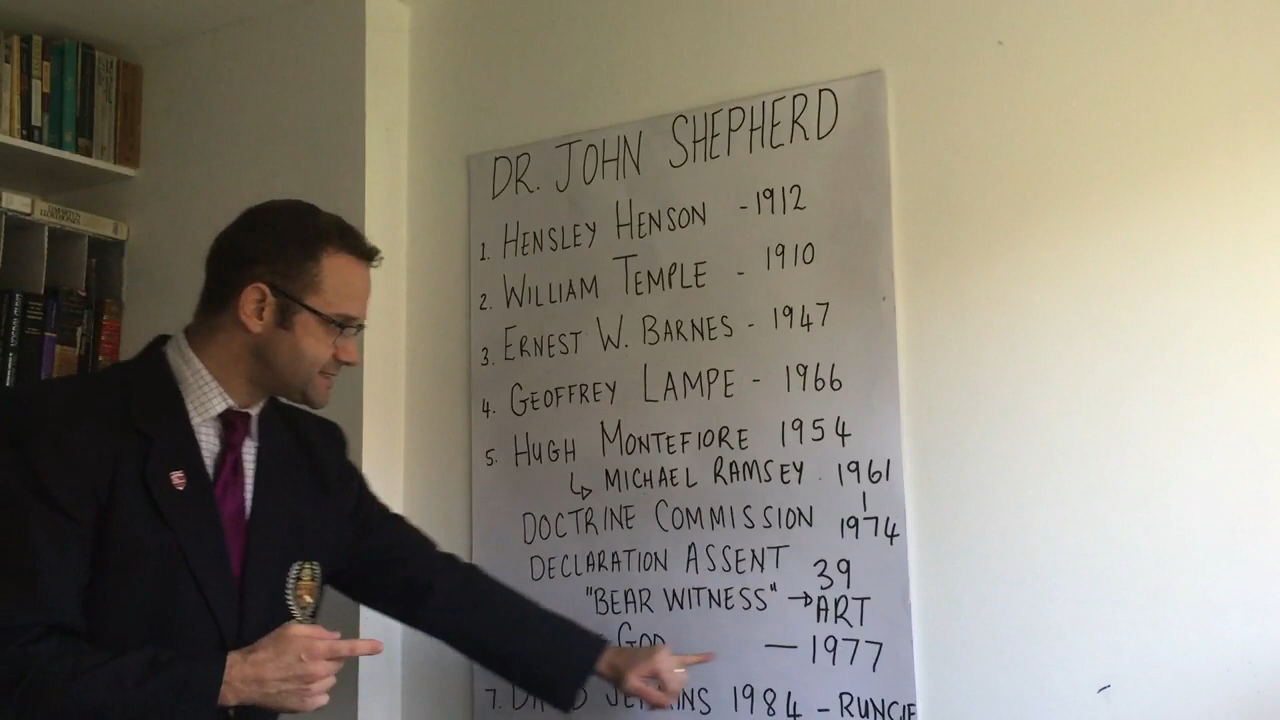 DR. JOHN SHEPHERD
1. HENSLEY HENSON - 1912
2. WILLIAM TEMPLE - 1910
3. ERNEST W. BARNES - 1947
4. GEOFFREY LAMPE - 1966
5. HUGH MONTEFIORE 1954
↳ MICHAEL RAMSEY. 1961
DOCTRINE COMMISSION 1974
DECLARATION ASSENT 39
"BEAR WITNESS" → ART
GOD — 1977
7. 1984 - RUNCIE